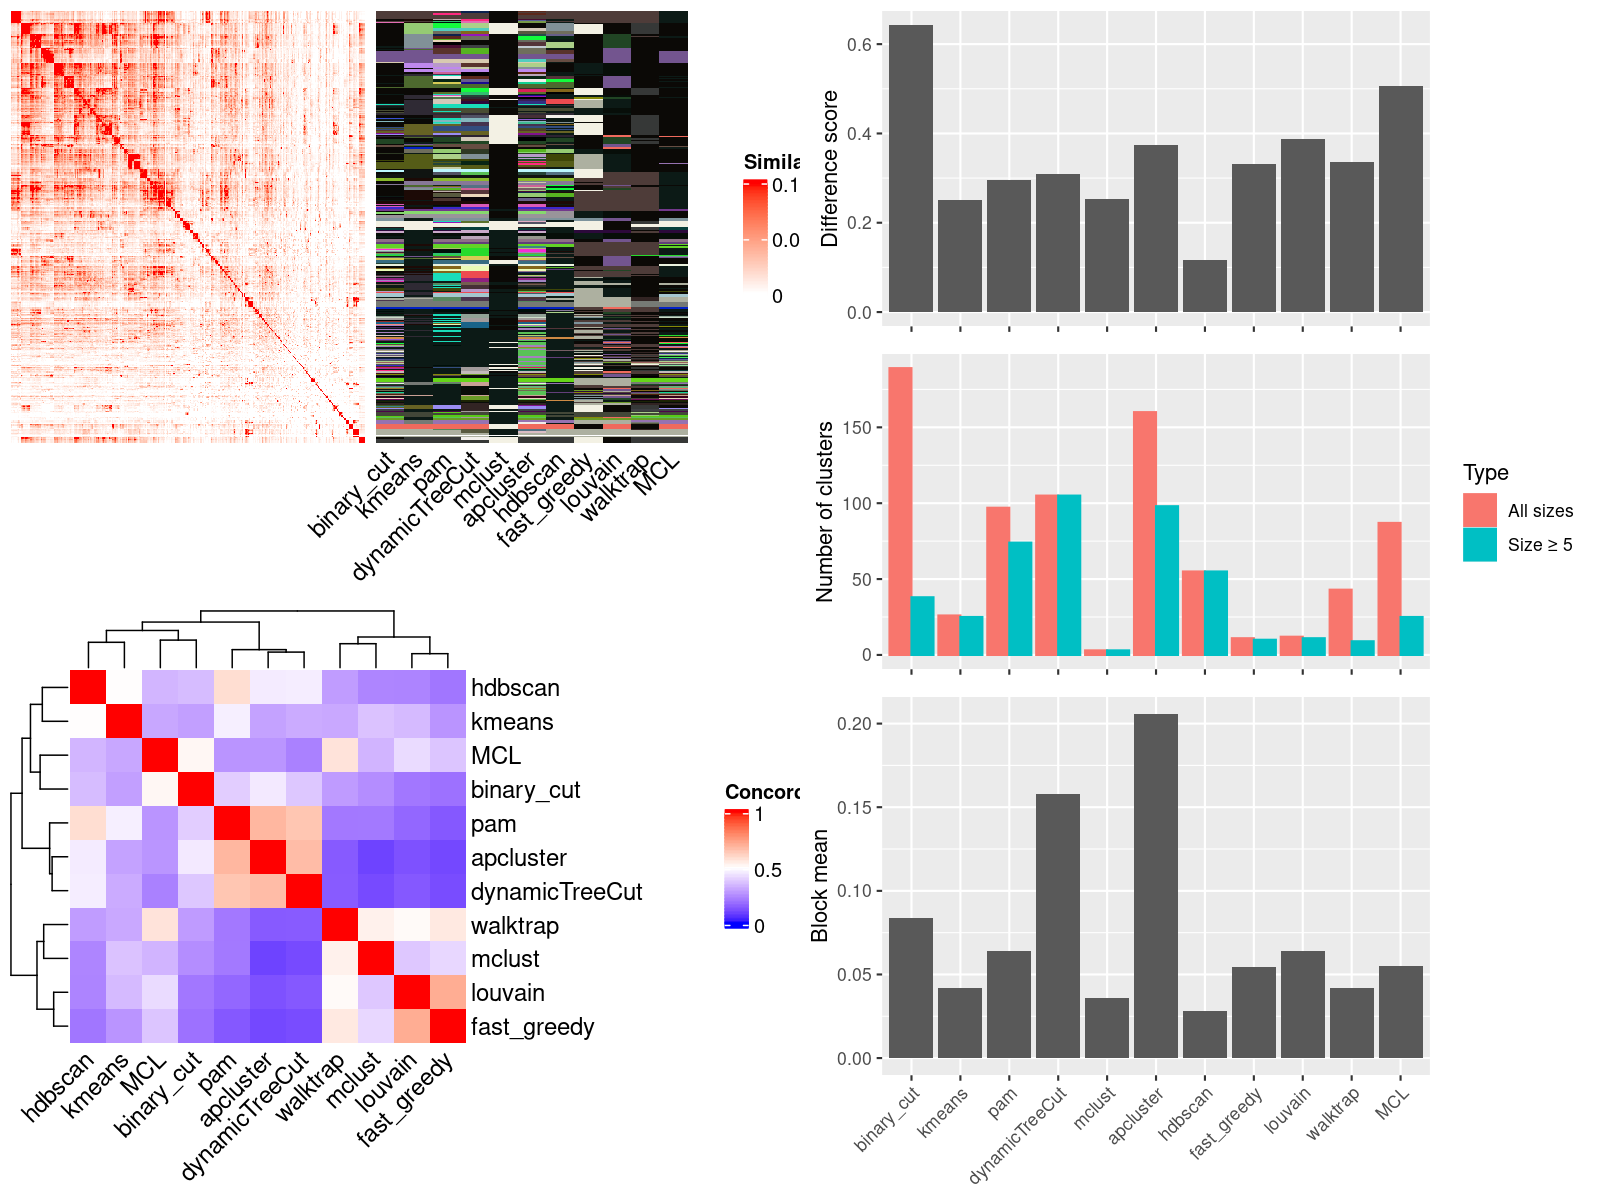 Simila
0.1
0.0
0
binary_cut
kmeans
pam
dynamicTreeCut
mclust
apcluster
hdbscan
fast_greedy
louvain
walktrap
MCL
hdbscan
kmeans
MCL
binary_cut
pam
apcluster
dynamicTreeCut
walktrap
mclust
louvain
fast_greedy
hdbscan
kmeans
MCL
binary_cut
pam
apcluster
dynamicTreeCut
walktrap
mclust
louvain
fast_greedy
Concord
1
0.5
0
Difference score
0.6
0.4
0.2
0.0
Number of clusters
150
100
50
0
Type
All sizes
Size ≥ 5
Block mean
0.20
0.15
0.10
0.05
0.00
binary_cut
kmeans
pam
dynamicTreeCut
mclust
apcluster
hdbscan
fast_greedy
louvain
walktrap
MCL